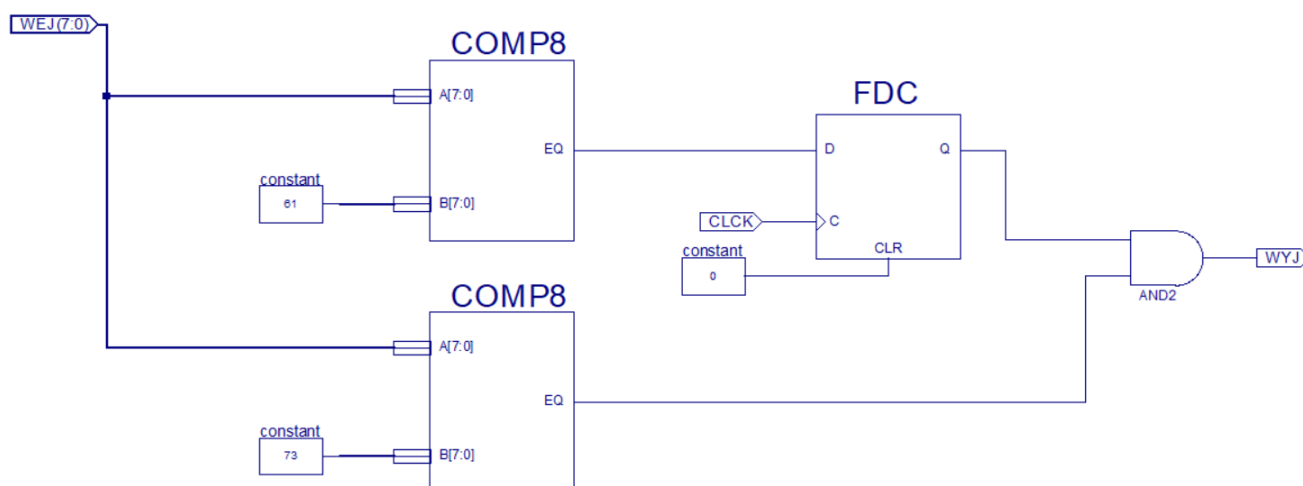 WEJ(7:0)
COMP8
A[7:0]
EQ
constant
61
B[7:0]
FDC
D
Q
CLCK
C
CLR
constant
0
AND2
WYJ
COMP8
A[7:0]
EQ
constant
73
B[7:0]